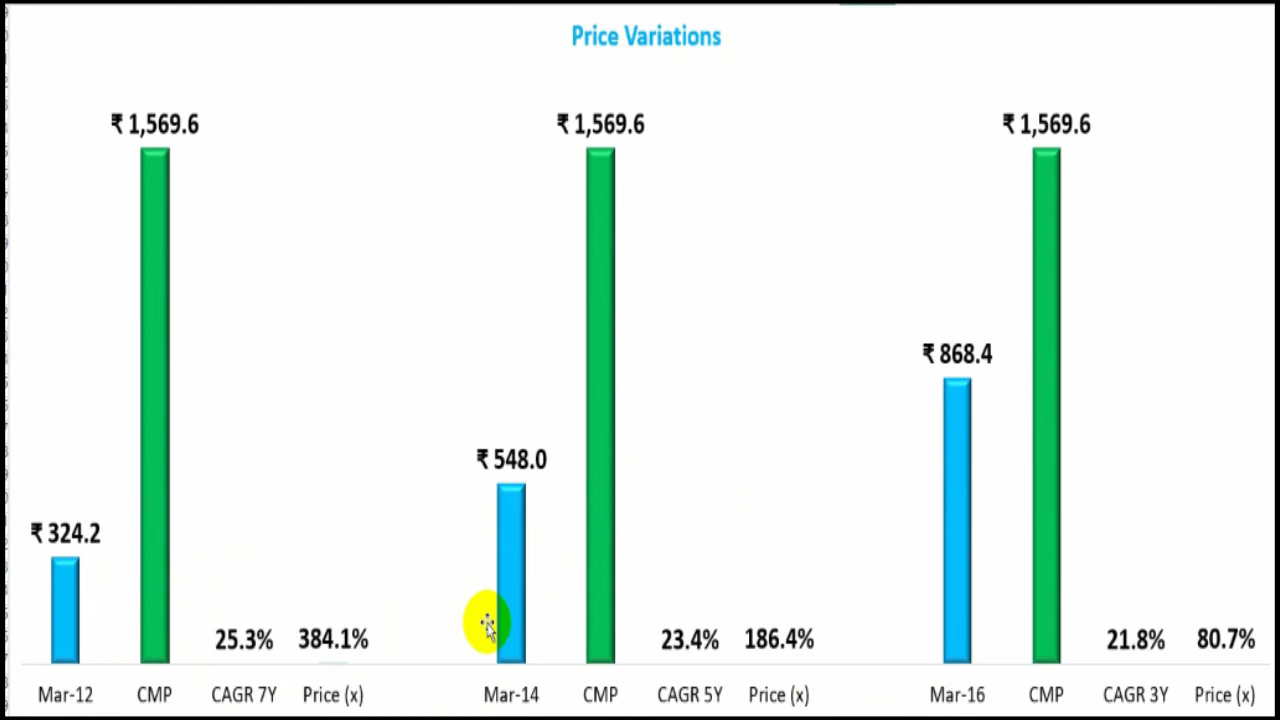 Price Variations
₹ 1,569.6 ₹ 1,569.6 ₹ 1,569.6
₹ 868.4
₹ 548.0
₹ 324.2
25.3% 384.1% 23.4% 186.4% 21.8% 80.7%
Mar-12 CMP CAGR 7Y Price (x) Mar-14 CMP CAGR 5Y Price (x) Mar-16 CMP CAGR 3Y Price (x)